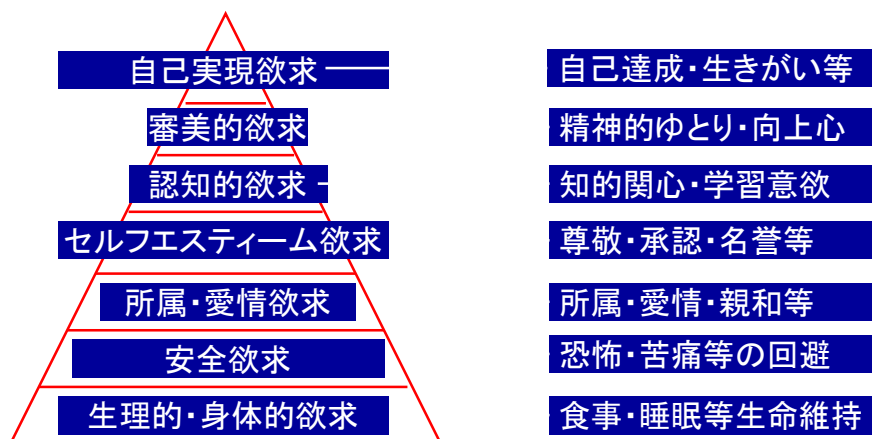 自己実現欲求
自己達成・生きがい等
審美的欲求
精神的ゆとり・向上心
認知的欲求
知的関心・学習意欲
セルフエスティーム欲求
尊敬・承認・名誉等
所属・愛情欲求
所属・愛情・親和等
安全欲求
恐怖・苦痛等の回避
生理的・身体的欲求
食事・睡眠等生命維持